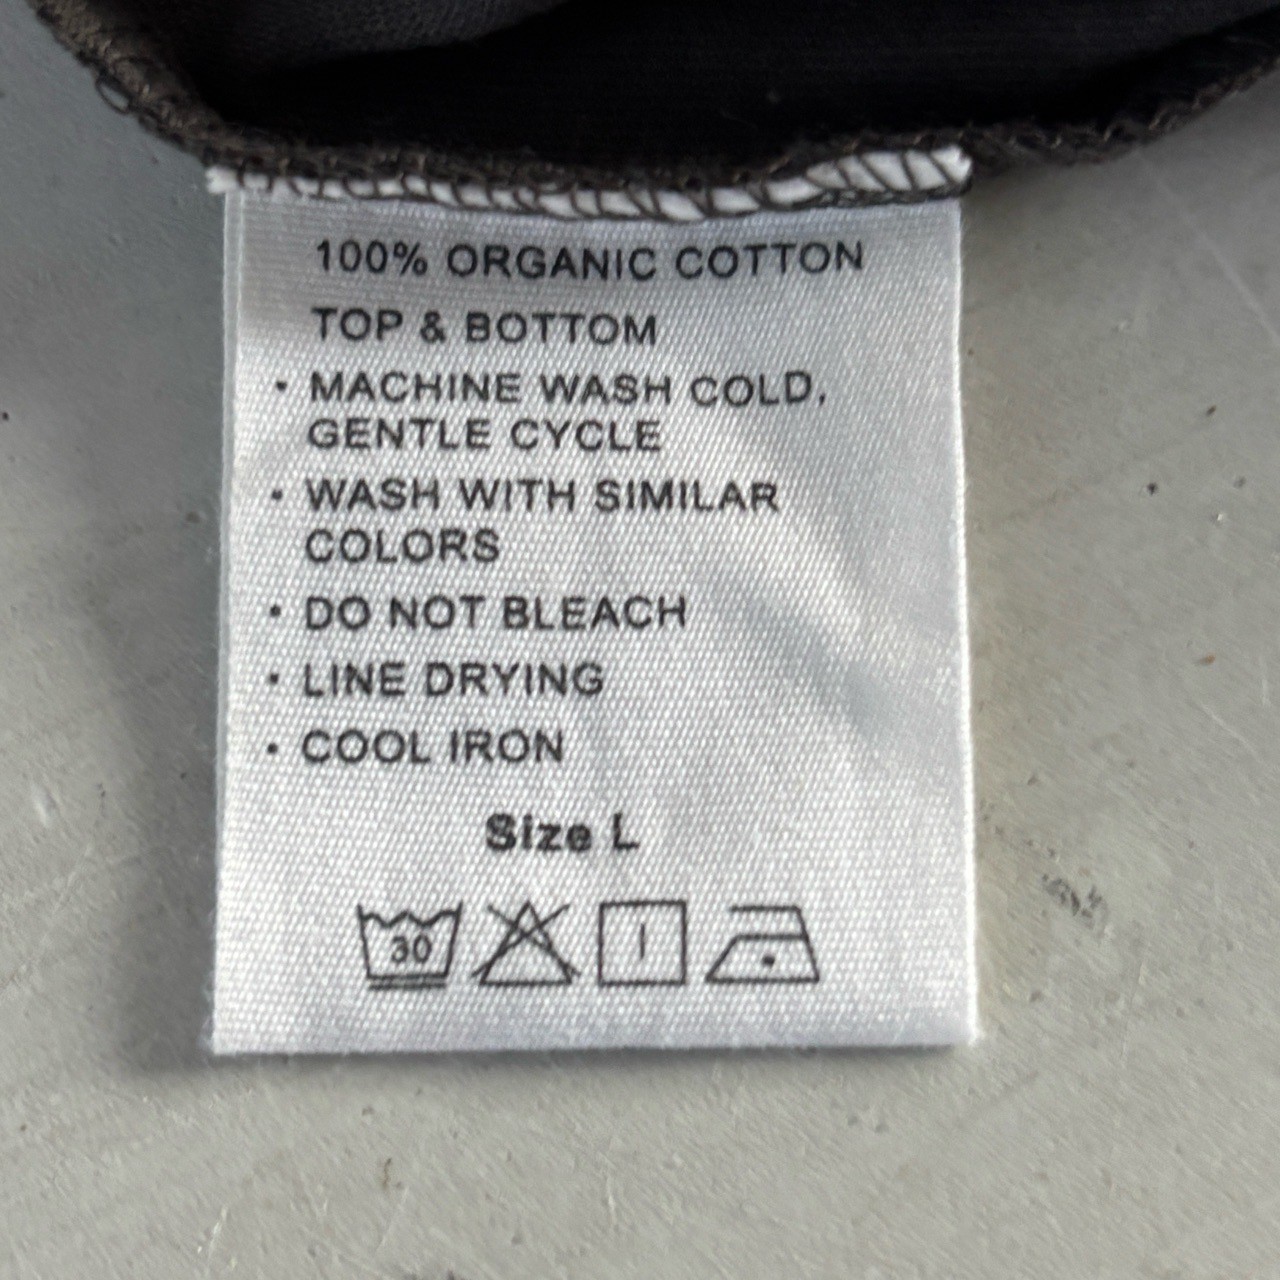 100% ORGANIC COTTON
TOP & BOTTOM
• MACHINE WASH COLD,
GENTLE CYCLE
• WASH WITH SIMILAR
COLORS
• DO NOT BLEACH
• LINE DRYING
• COOL IRON
Size L
30